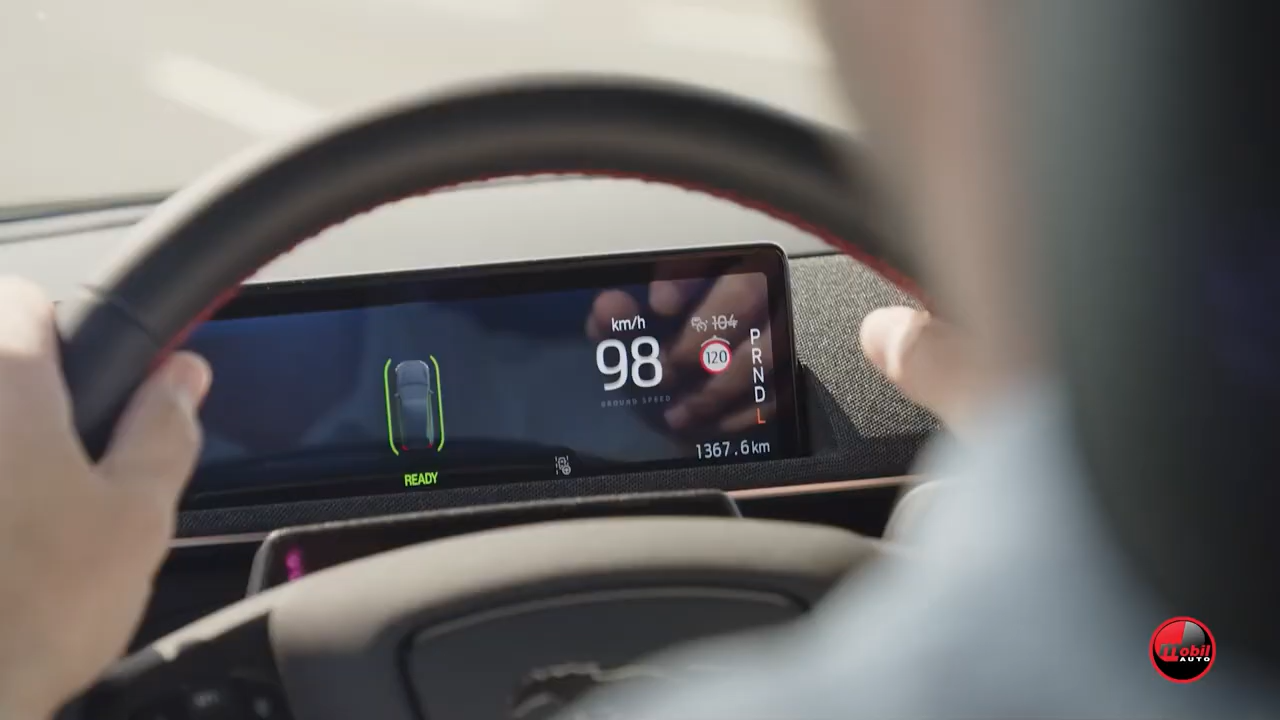 km/h
98
GROUND SPEED
104
120
P
R
N
D
L
1367.6 km
READY
Mobil
AUTO